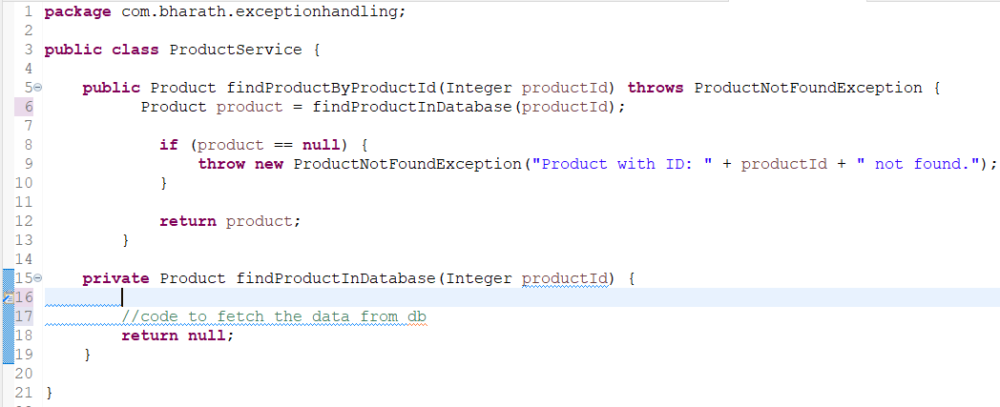 1 package com.bharath.exceptionhandling;
2
3 public class ProductService {
4
5 public Product findProductByProductId(Integer productId) throws ProductNotFoundException {
6 Product product = findProductInDatabase(productId);
7
8 if (product == null) {
9 throw new ProductNotFoundException("Product with ID: " + productId + " not found.");
10 }
11
12 return product;
13 }
14
15 private Product findProductInDatabase(Integer productId) {
16
17 //code to fetch the data from db
18 return null;
19 }
20
21 }